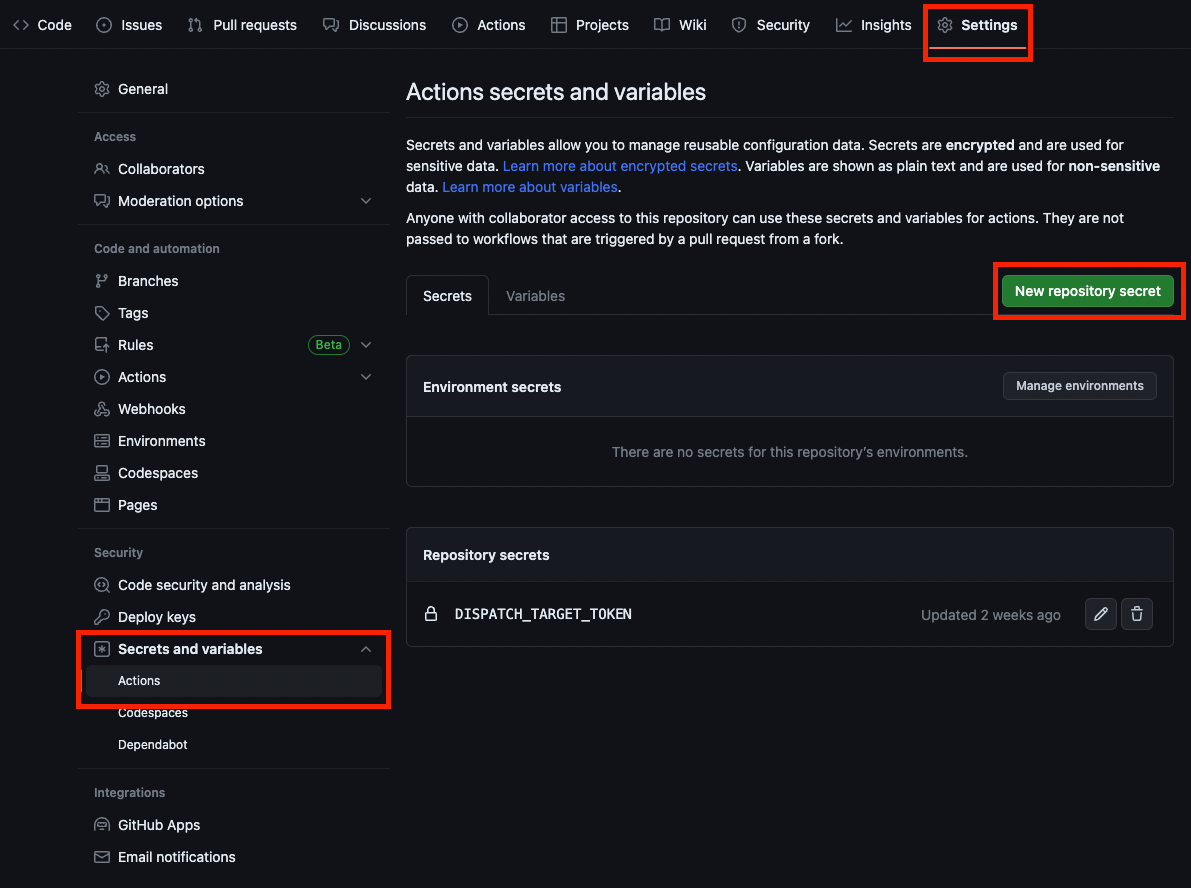 Code
Issues
Pull requests
Discussions
Actions
Projects
Wiki
Security
Insights
Settings
General
Access
Collaborators
Moderation options
Code and automation
Branches
Tags
Rules
Beta
Actions
Webhooks
Environments
Codespaces
Pages
Security
Code security and analysis
Deploy keys
Secrets and variables
Actions
Codespaces
Dependabot
Integrations
GitHub Apps
Email notifications
Actions secrets and variables
Secrets and variables allow you to manage reusable configuration data. Secrets are encrypted and are used for
sensitive data. Learn more about encrypted secrets. Variables are shown as plain text and are used for non-sensitive
data. Learn more about variables.
Anyone with collaborator access to this repository can use these secrets and variables for actions. They are not
passed to workflows that are triggered by a pull request from a fork.
Secrets
Variables
New repository secret
Environment secrets
Manage environments
There are no secrets for this repository's environments.
Repository secrets
DISPATCH_TARGET_TOKEN
Updated 2 weeks ago